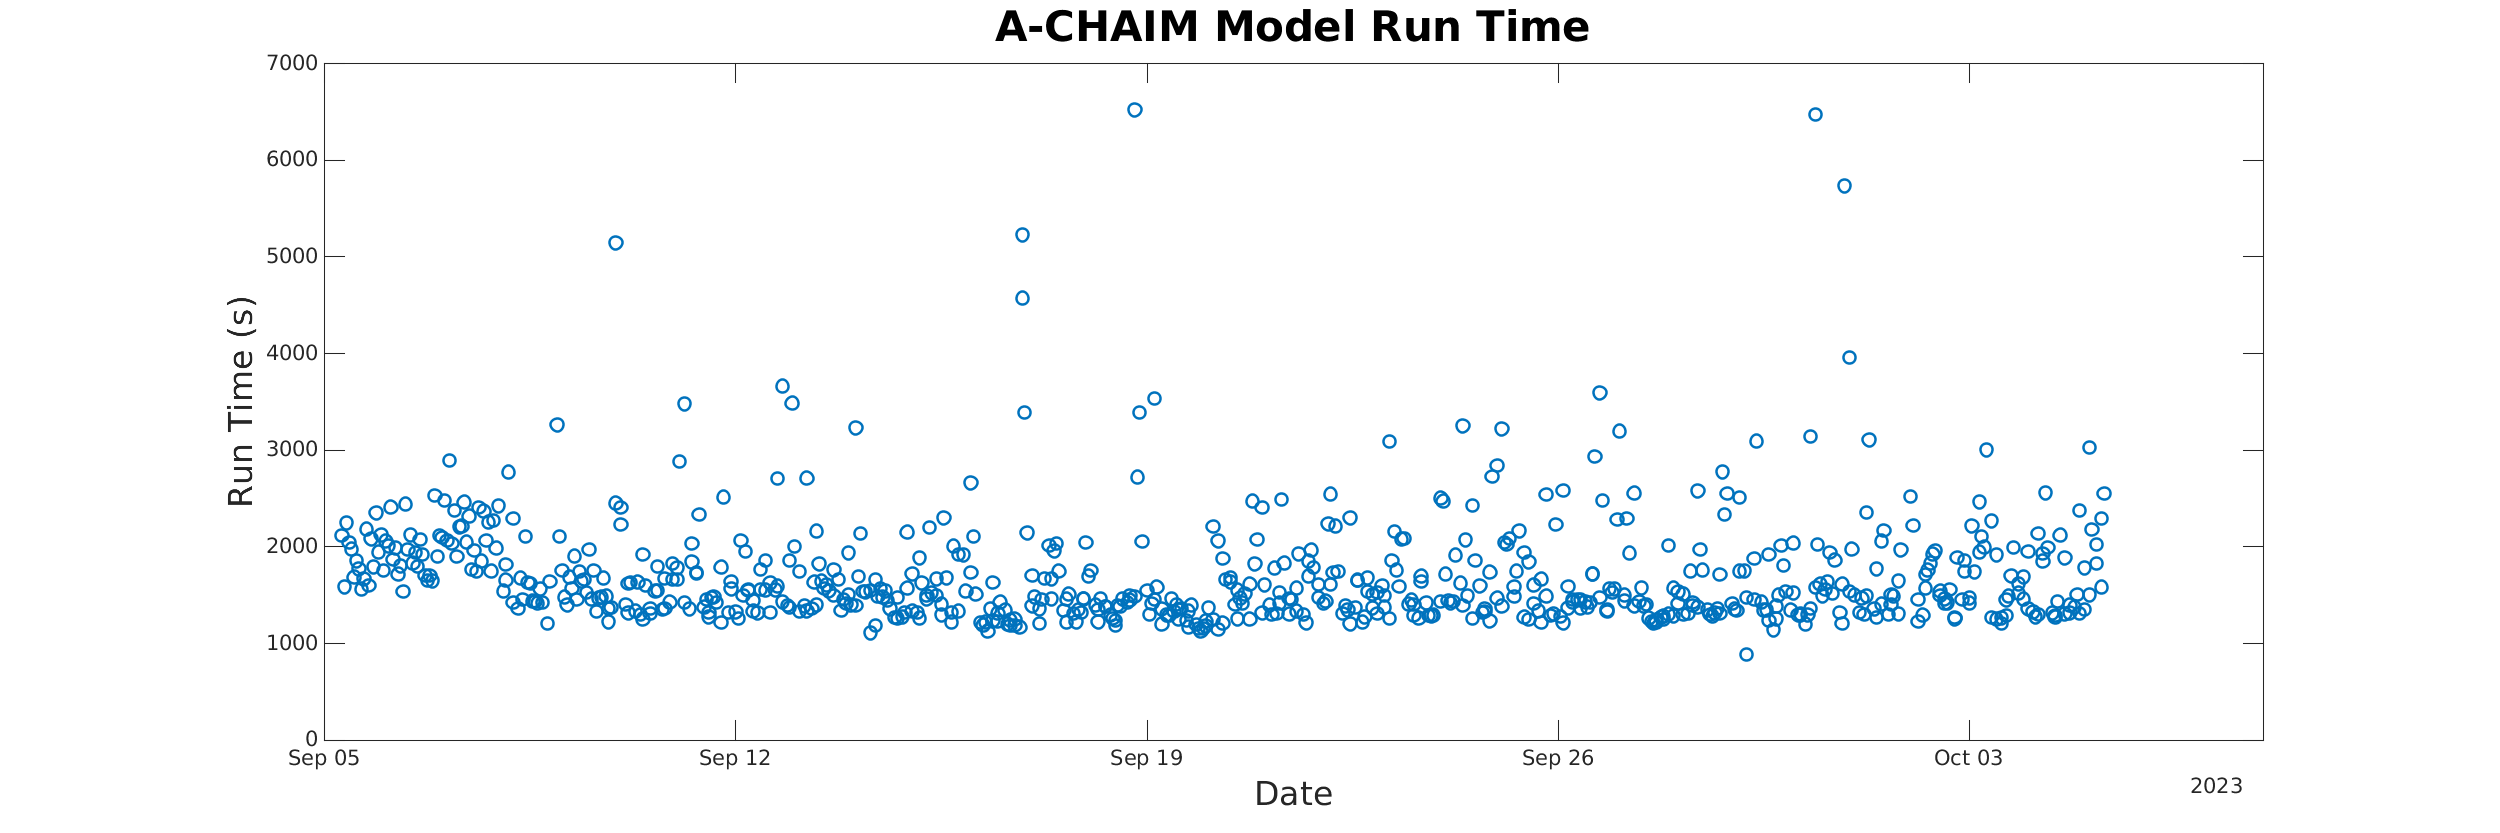 A-CHAIM Model Run Time
7000
6000
5000
4000
3000
2000
1000
0
Run Time (s)
Sep 05 Sep 12 Sep 19 Sep 26 Oct 03
2023
Date